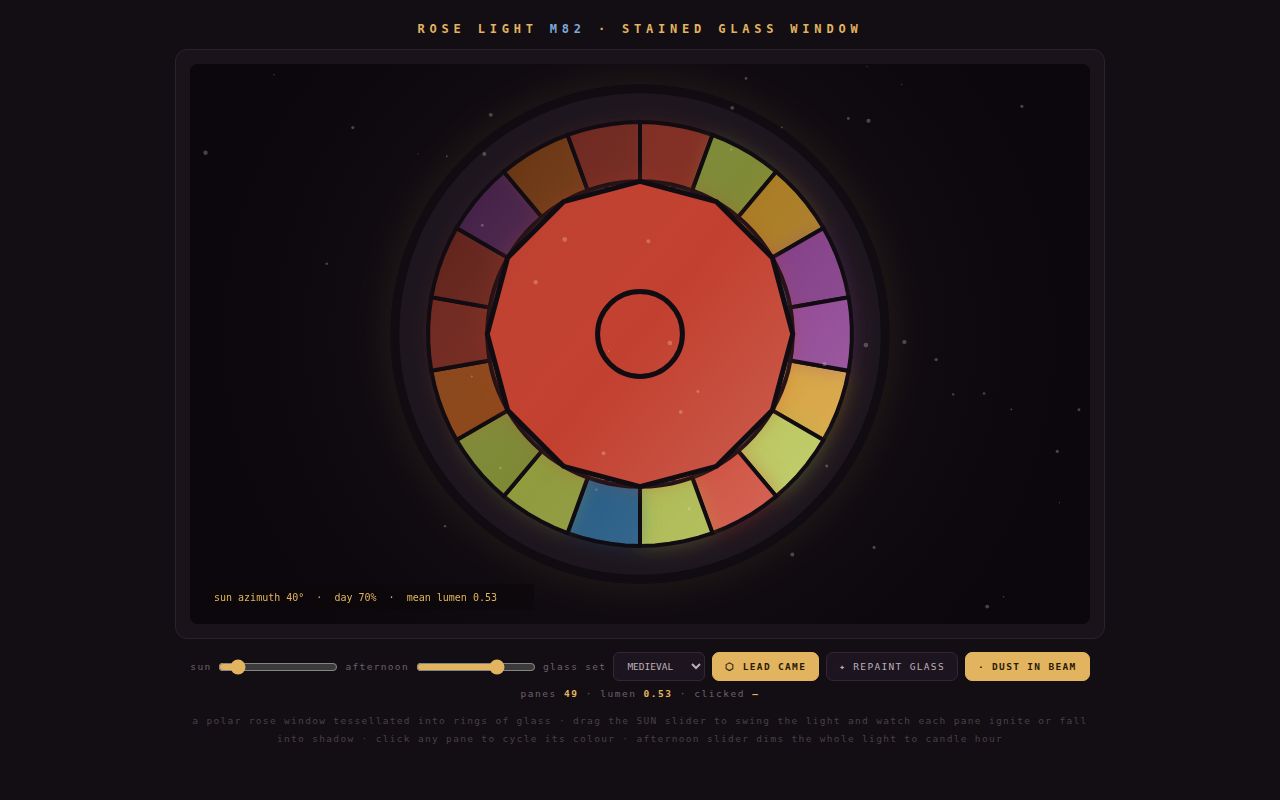 ROSE LIGHT M82 · STAINED GLASS WINDOW
sun azimuth 40° · day 70% · mean lumen 0.53
sun afternoon glass set MEDIEVAL ⬡ LEAD CAME ✦ REPAINT GLASS · DUST IN BEAM
panes 49 · lumen 0.53 · clicked —
a polar rose window tessellated into rings of glass · drag the SUN slider to swing the light and watch each pane ignite or fall
into shadow · click any pane to cycle its colour · afternoon slider dims the whole light to candle hour